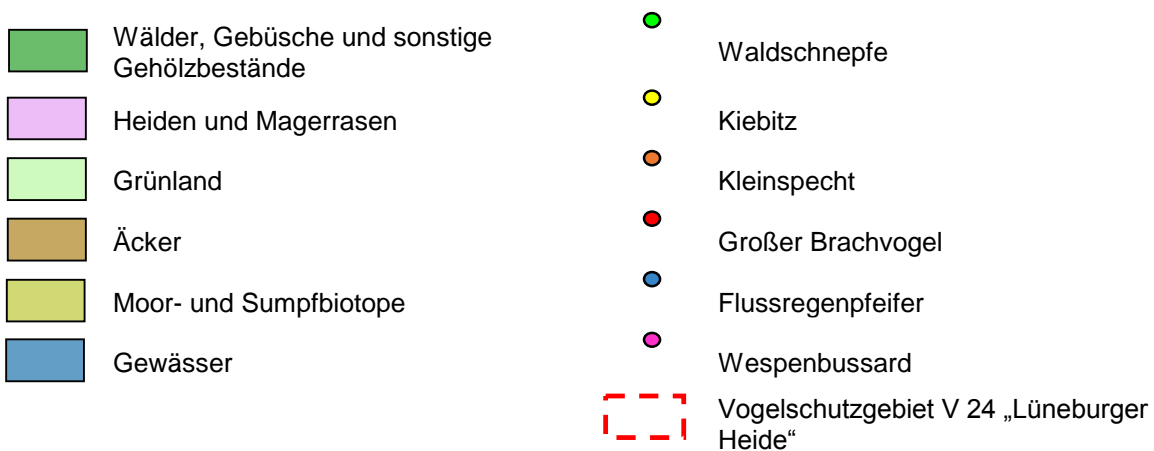 Wälder, Gebüsche und sonstige
Gehölzbestände
Heiden und Magerrasen
Grünland
Äcker
Moor- und Sumpfbiotope
Gewässer
Waldschnepfe
Kiebitz
Kleinspecht
Großer Brachvogel
Flussregenpfeifer
Wespenbussard
Vogelschutzgebiet V 24 „Lüneburger
Heide“